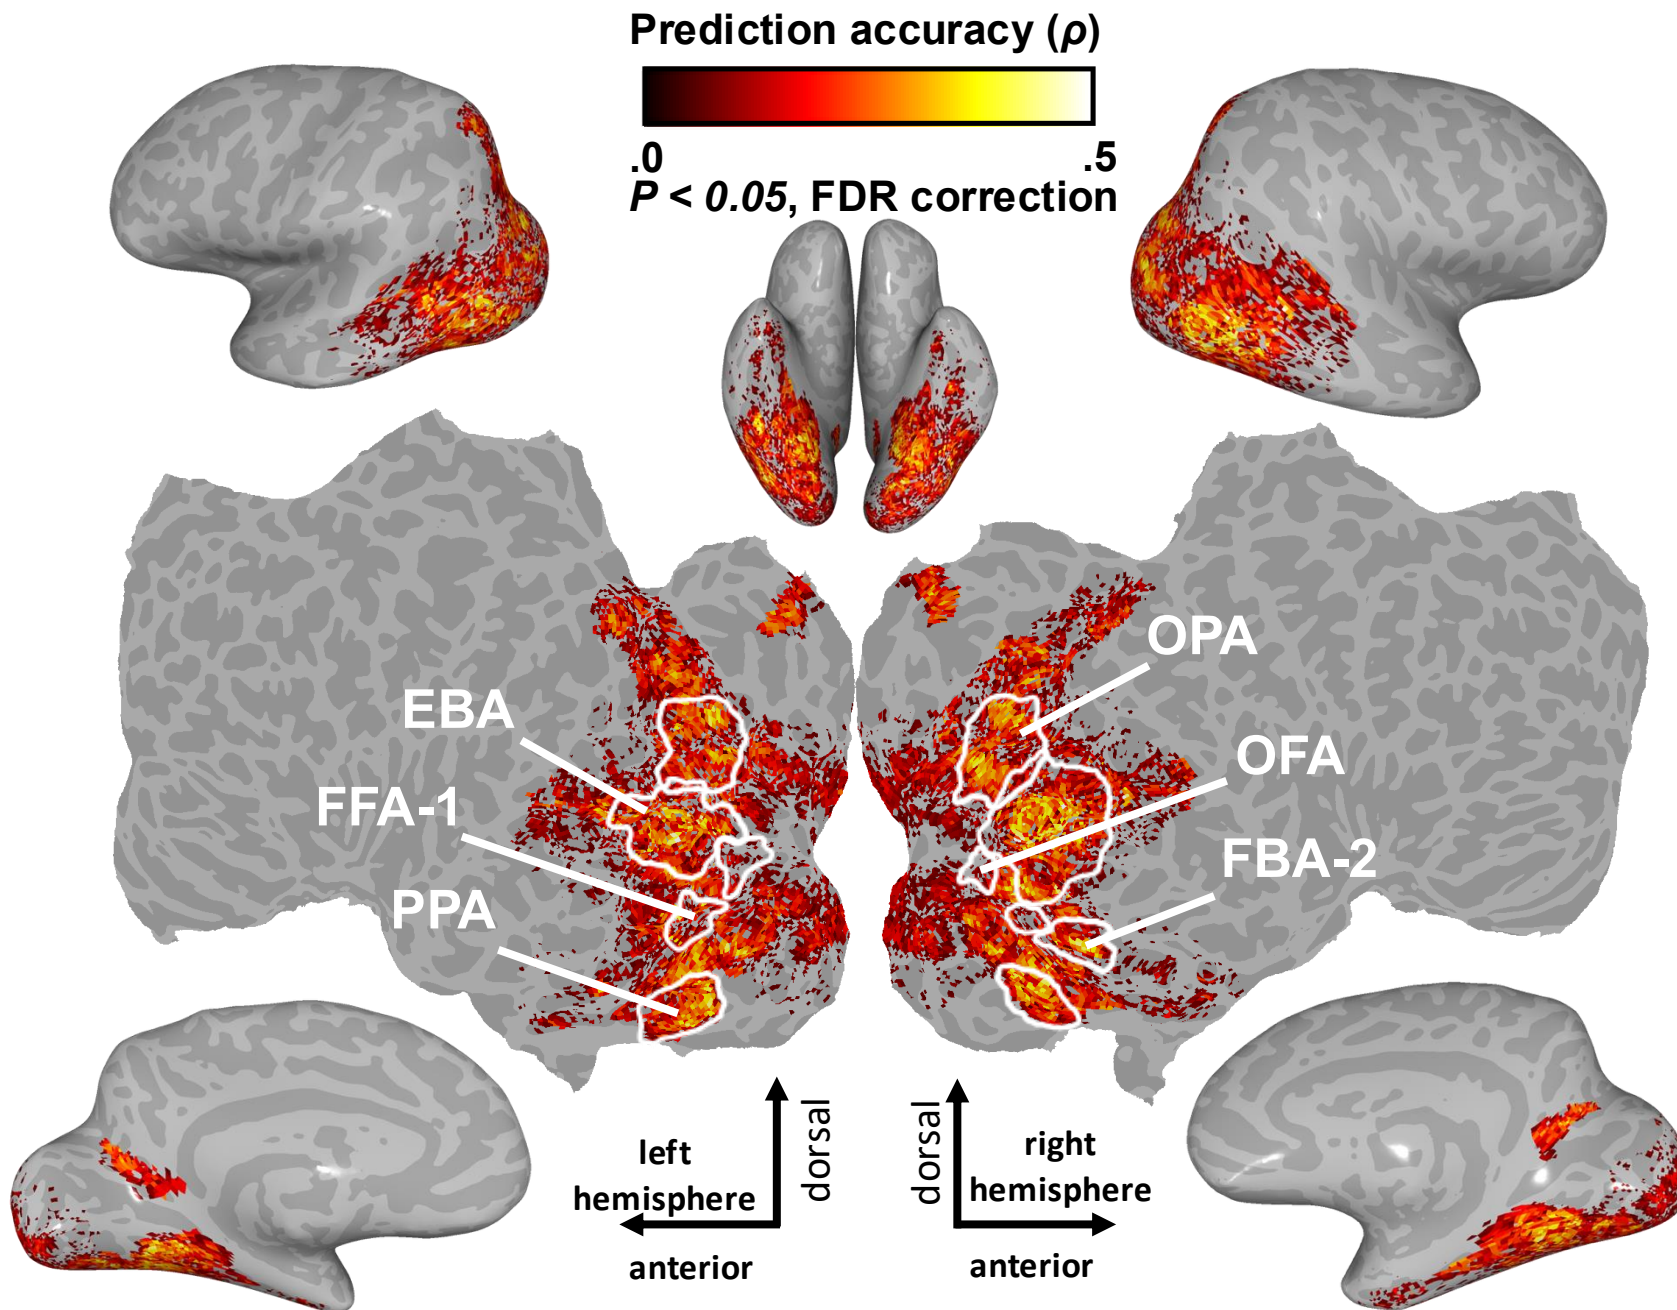 Prediction accuracy (ρ)
.0 .5
P < 0.05, FDR correction
OPA
EBA
OFA
FFA-1
FBA-2
PPA
dorsal
dorsal
left
hemisphere
right
hemisphere
anterior
anterior